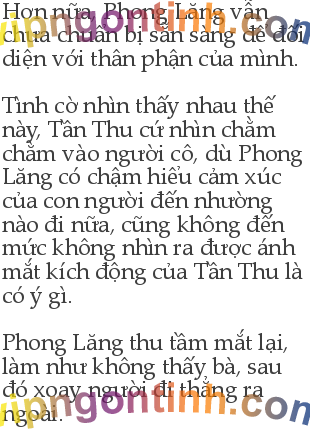 Hơn nữa, Phong Lăng vẫn
chưa chuẩn bị sẵn sàng để đối
diện với thân phận của mình.
Tình cờ nhìn thấy nhau thế
này, Tần Thu cứ nhìn chằm
chằm vào người cô, dù Phong
Lăng có chậm hiểu cảm xúc
của con người đến nhường
nào đi nữa, cũng không đến
mức không nhìn ra được ánh
mắt kích động của Tần Thu là
có ý gì.
Phong Lăng thu tầm mắt lại,
làm như không thấy bà, sau
đó xoay người đi thẳng ra
ngoài.
vipngontinh.com
vipngontinh.com